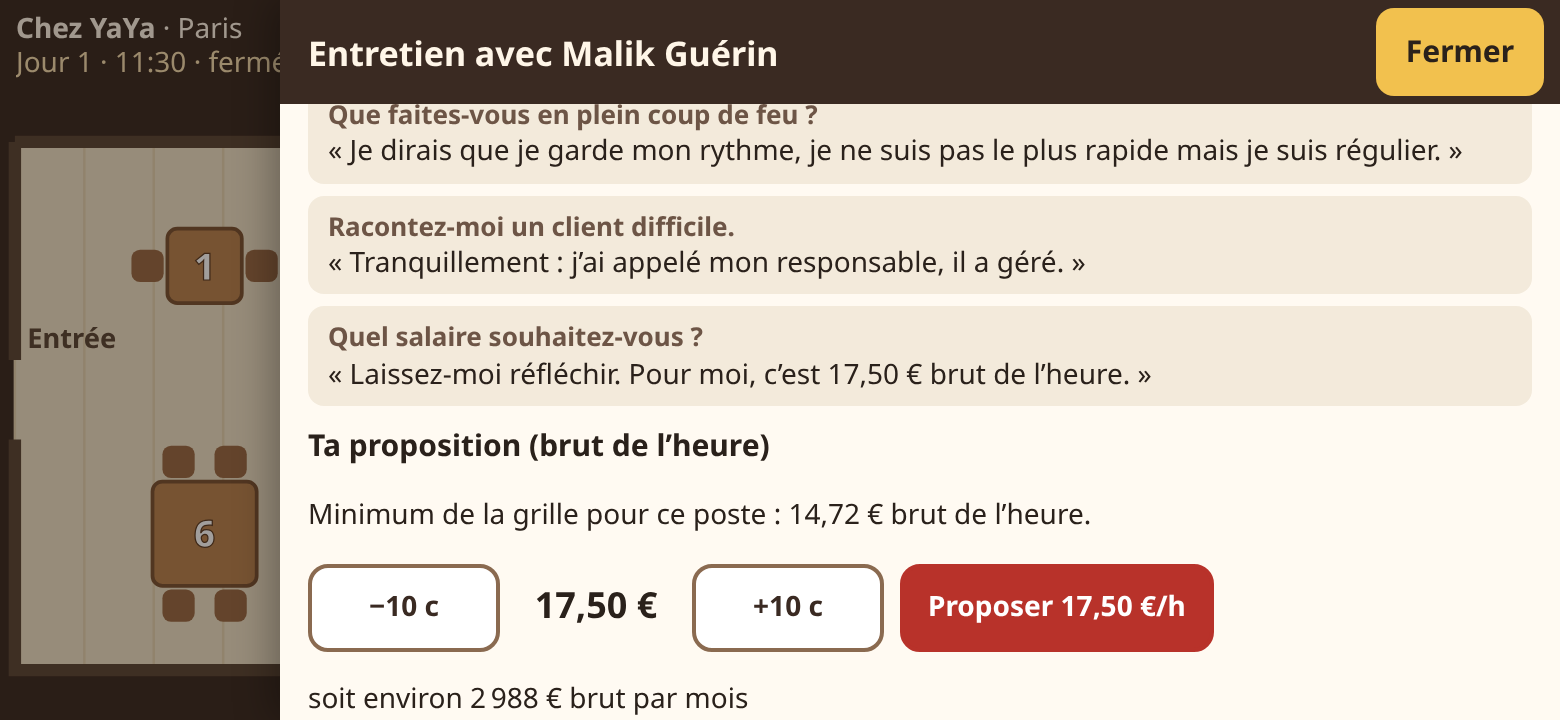 Chez YaYa · Paris
Jour 1 · 11:30 · fermé
Entretien avec Malik Guérin
Fermer
Que faites-vous en plein coup de feu ?
« Je dirais que je garde mon rythme, je ne suis pas le plus rapide mais je suis régulier. »
Racontez-moi un client difficile.
« Tranquillement : j’ai appelé mon responsable, il a géré. »
Quel salaire souhaitez-vous ?
« Laissez-moi réfléchir. Pour moi, c’est 17,50 € brut de l’heure. »
Ta proposition (brut de l’heure)
Minimum de la grille pour ce poste : 14,72 € brut de l’heure.
−10 c
17,50 €
+10 c
Proposer 17,50 €/h
soit environ 2 988 € brut par mois
1
Entrée
6